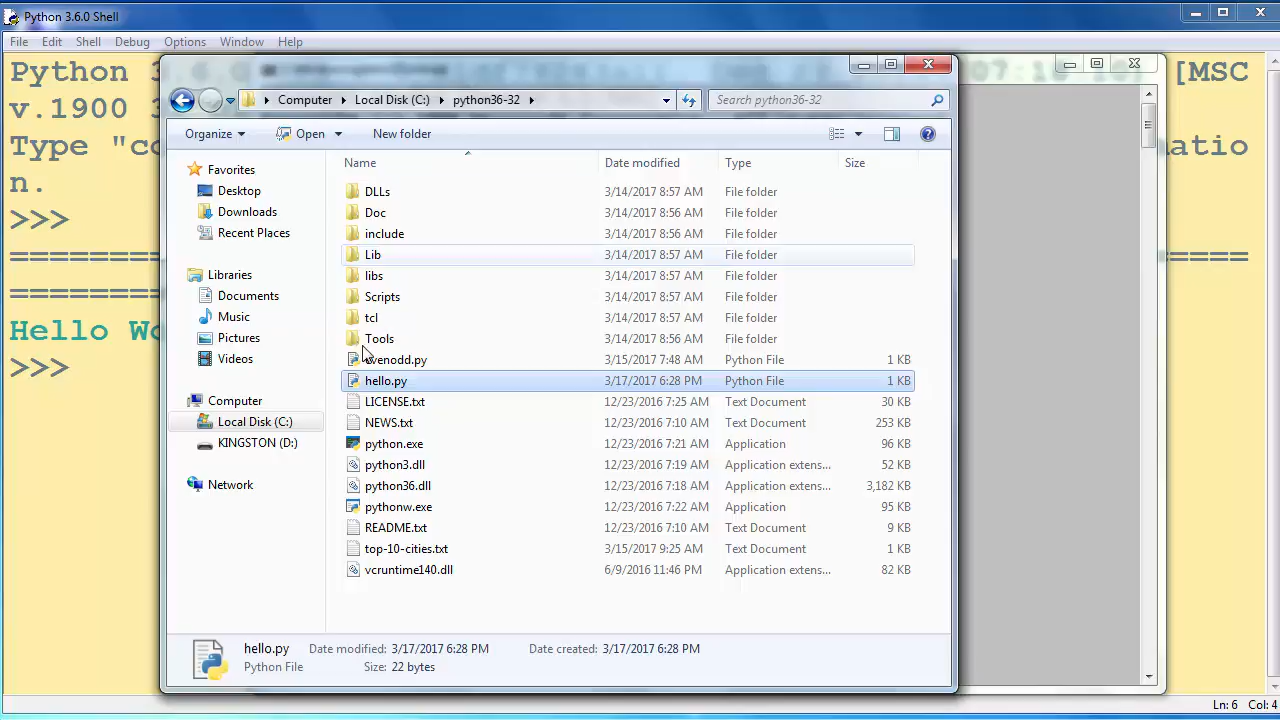 Python 3.6.0 Shell
File Edit Shell Debug Options Window Help
Python 3 [MSC
v.1900 3
Type "co atio
n.
>>>
Hello Wo
>>>
Computer Local Disk (C:) python36-32
Search python36-32
Organize Open New folder
Name Date modified Type Size
Favorites
Desktop
Downloads
Recent Places
Libraries
Documents
Music
Pictures
Videos
Computer
Local Disk (C:)
KINGSTON (D:)
Network
DLLs 3/14/2017 8:57 AM File folder
Doc 3/14/2017 8:56 AM File folder
include 3/14/2017 8:56 AM File folder
Lib 3/14/2017 8:57 AM File folder
libs 3/14/2017 8:57 AM File folder
Scripts 3/14/2017 8:57 AM File folder
tcl 3/14/2017 8:57 AM File folder
Tools 3/14/2017 8:56 AM File folder
evenodd.py 3/15/2017 7:48 AM Python File 1 KB
hello.py 3/17/2017 6:28 PM Python File 1 KB
LICENSE.txt 12/23/2016 7:25 AM Text Document 30 KB
NEWS.txt 12/23/2016 7:10 AM Text Document 253 KB
python.exe 12/23/2016 7:21 AM Application 96 KB
python3.dll 12/23/2016 7:19 AM Application extens... 52 KB
python36.dll 12/23/2016 7:18 AM Application extens... 3,182 KB
pythonw.exe 12/23/2016 7:22 AM Application 95 KB
README.txt 12/23/2016 7:10 AM Text Document 9 KB
top-10-cities.txt 3/15/2017 9:25 AM Text Document 1 KB
vcruntime140.dll 6/9/2016 11:46 PM Application extens... 82 KB
hello.py Date modified: 3/17/2017 6:28 PM Date created: 3/17/2017 6:28 PM
Python File Size: 22 bytes
Ln: 6 Col: 4